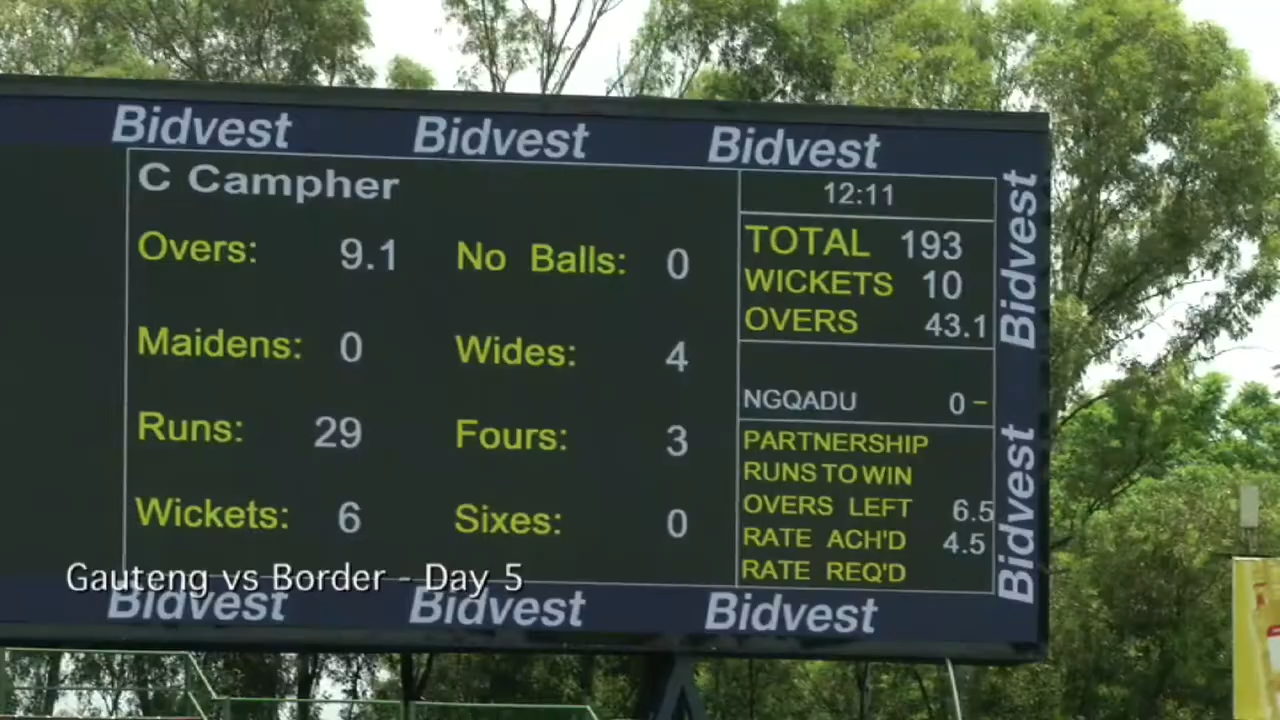 Bidvest Bidvest Bidvest
C Campher
Overs: 9.1 No Balls: 0
Maidens: 0 Wides: 4
Runs: 29 Fours: 3
Wickets: 6 Sixes: 0
12:11
TOTAL 193
WICKETS 10
OVERS 43.1
NGQADU 0 –
PARTNERSHIP
RUNS TO WIN
OVERS LEFT 6.5
RATE ACH'D 4.5
RATE REQ'D
Bidvest
Bidvest
Gauteng vs Border - Day 5
Bidvest Bidvest Bidvest